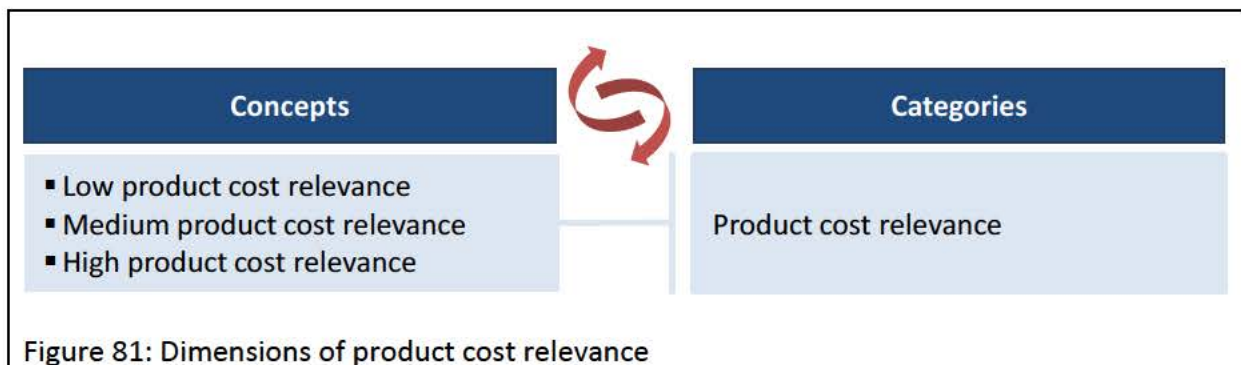 Concepts
Categories
▪ Low product cost relevance
▪ Medium product cost relevance
▪ High product cost relevance
Product cost relevance
Figure 81: Dimensions of product cost relevance